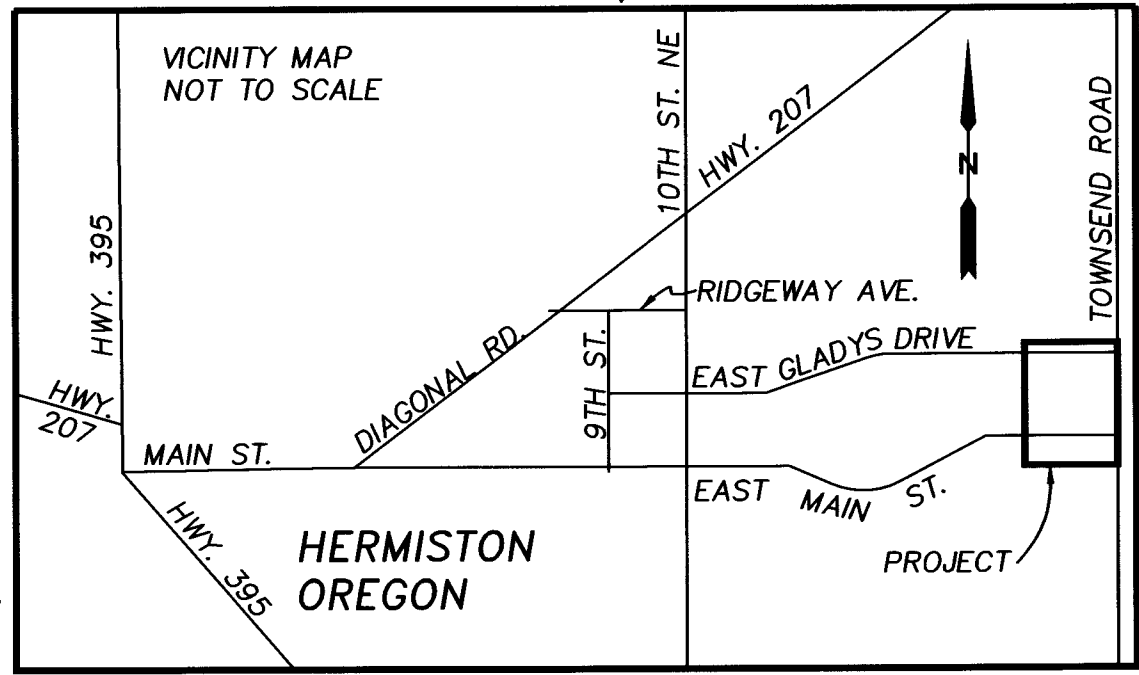 VICINITY MAP
NOT TO SCALE
10TH ST. NE
HWY. 207
N
TOWNSEND ROAD
HWY. 395
RIDGEWAY AVE.
DIAGONAL RD.
9TH ST.
EAST GLADYS DRIVE
HWY.
207
MAIN ST.
EAST MAIN ST.
HWY. 395
HERMISTON
OREGON
PROJECT